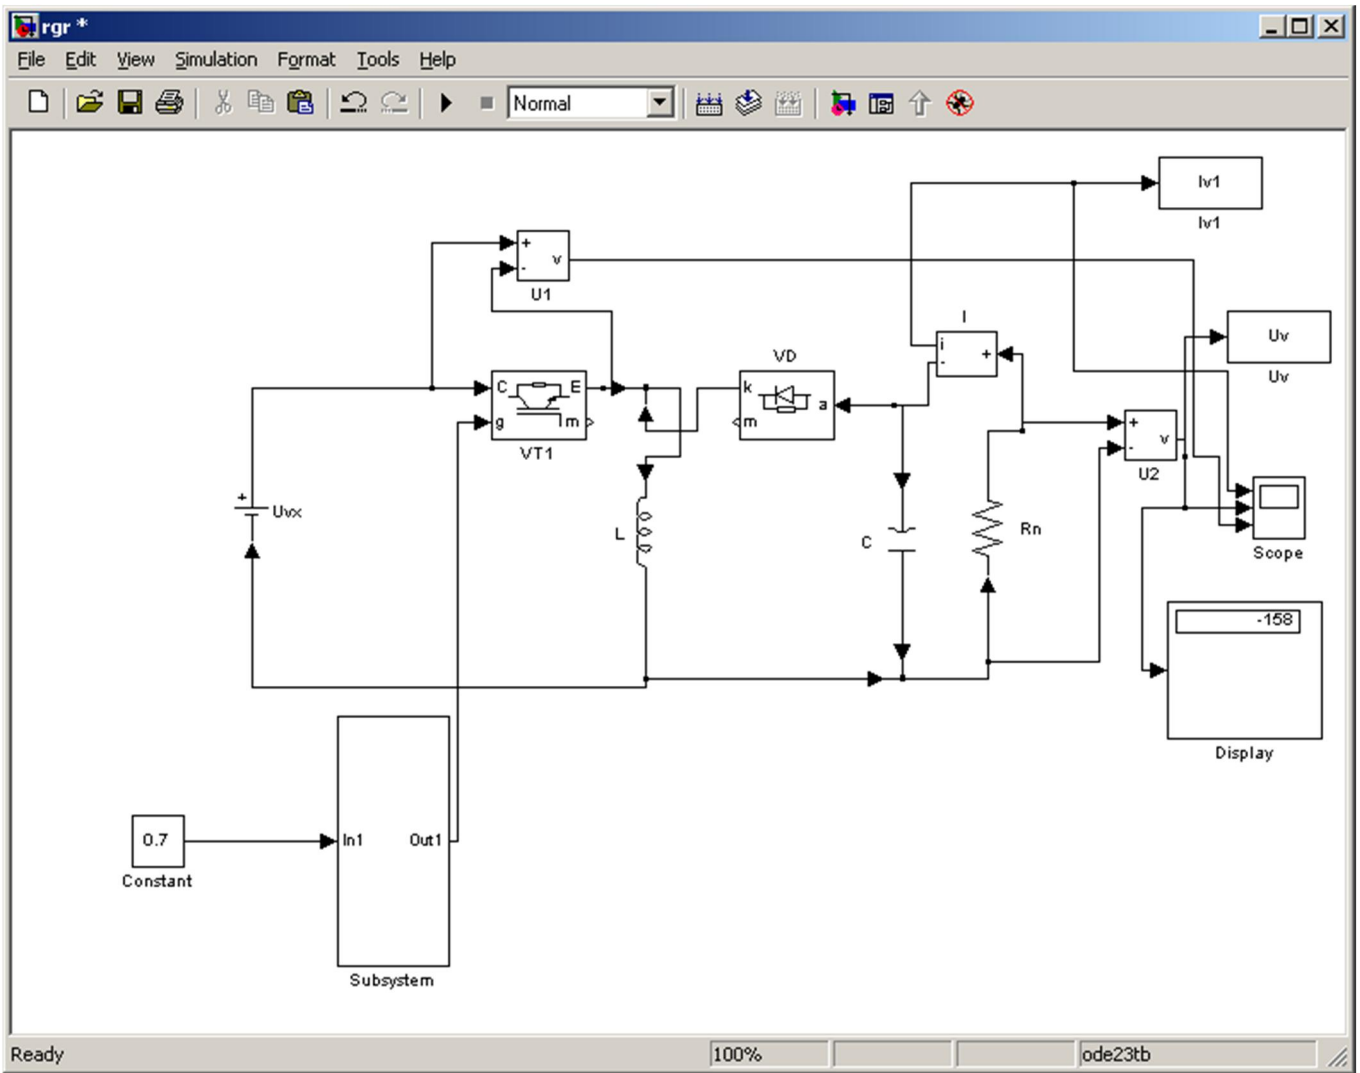 rgr *
File Edit View Simulation Format Tools Help
Normal
Iv1
Iv1
+
- v
U1
I
i
+
-
Uv
Uv
VD
C E
g m
VT1
k
a
m
+
- v
U2
+
Uvx
L
C
Rn
Scope
-158
Display
0.7
Constant
In1 Out1
Subsystem
Ready 100% ode23tb